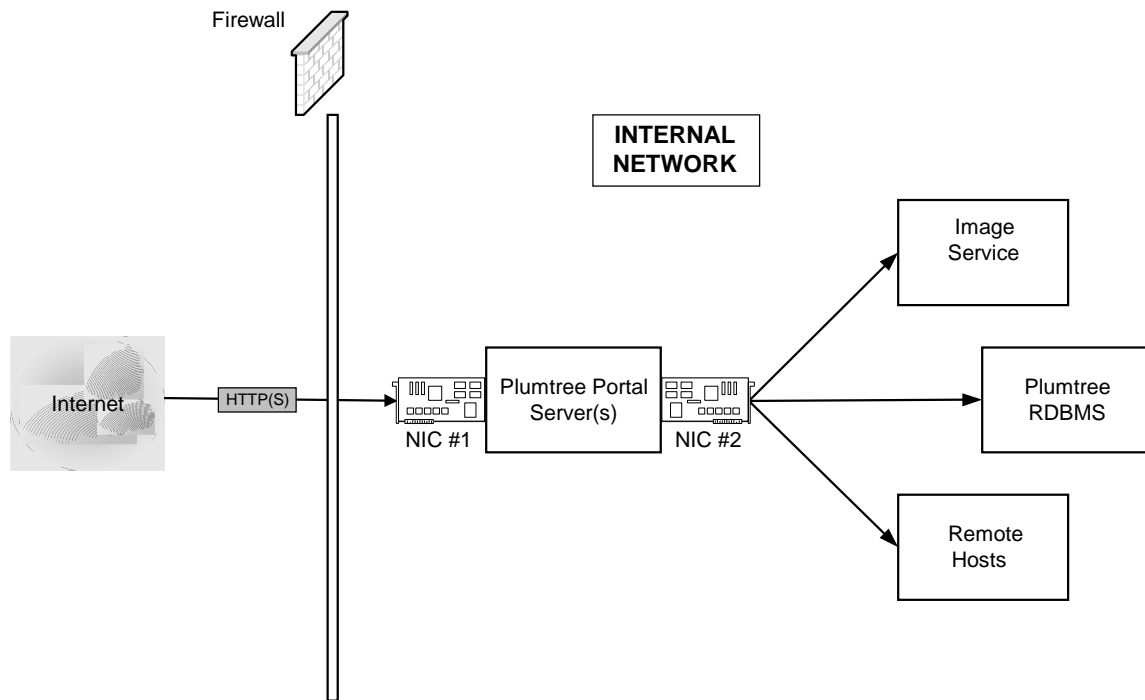 Firewall
INTERNAL
NETWORK
Image
Service
Internet
HTTP(S)
Plumtree Portal
Server(s)
NIC #1
NIC #2
Plumtree
RDBMS
Remote
Hosts